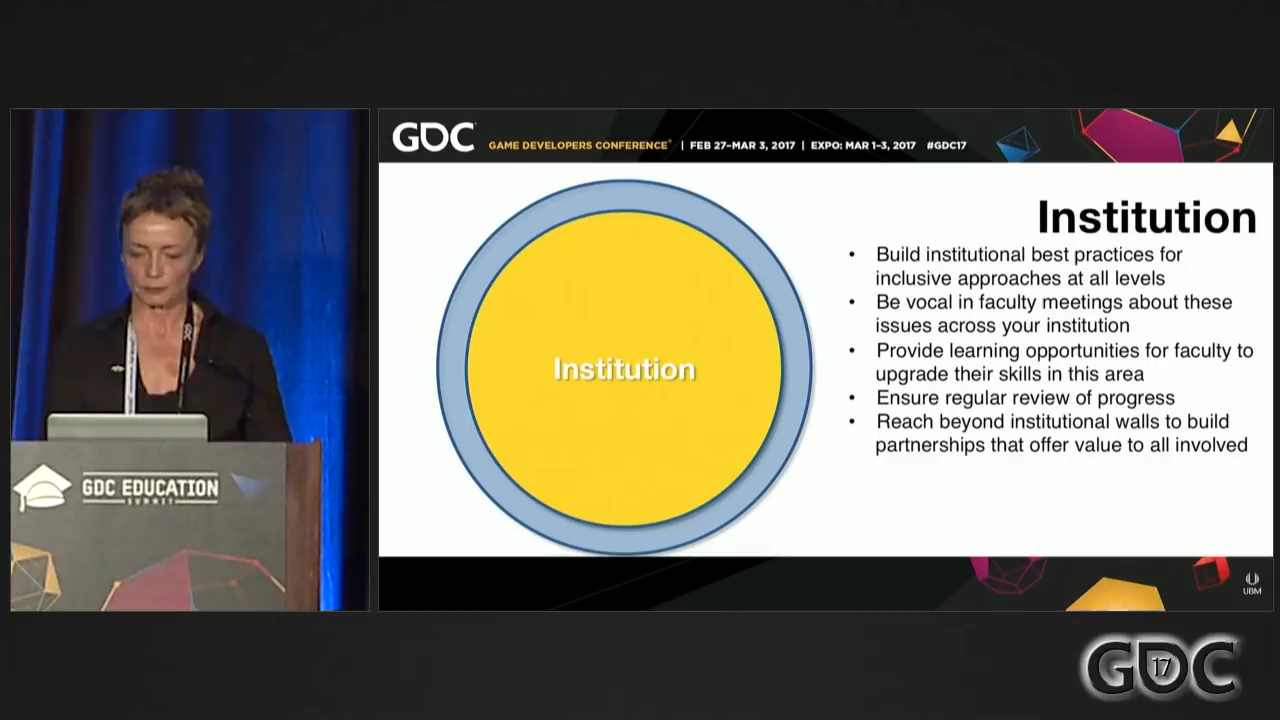 GDC
GAME DEVELOPERS CONFERENCE® | FEB 27–MAR 3, 2017 | EXPO: MAR 1–3, 2017 #GDC17
Institution
• Build institutional best practices for
inclusive approaches at all levels
• Be vocal in faculty meetings about these
issues across your institution
• Provide learning opportunities for faculty to
upgrade their skills in this area
• Ensure regular review of progress
• Reach beyond institutional walls to build
partnerships that offer value to all involved
Institution
GDC EDUCATION
SUMMIT
UBM
GDC 17